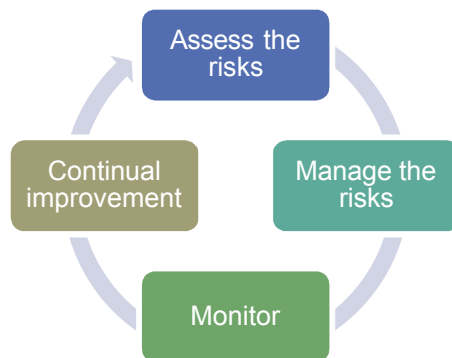 Assess the
risks
Manage the
risks
Monitor
Continual
improvement